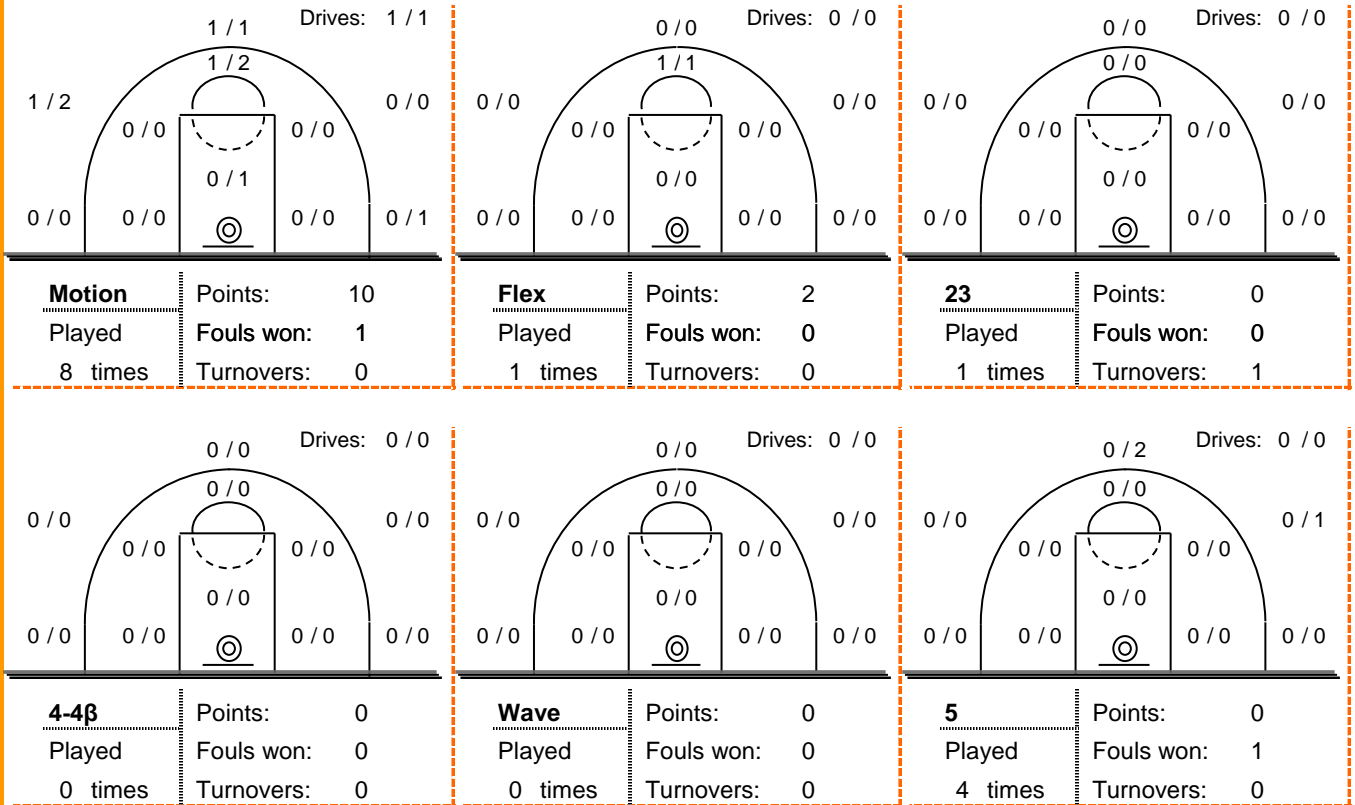 Drives: 1 / 1
1 / 1
1 / 2
1 / 2
0 / 0
0 / 0
0 / 0
0 / 1
0 / 0
0 / 0
0 / 0
0 / 1
Motion
Points: 10
Played
Fouls won: 1
8 times
Turnovers: 0
Drives: 0 / 0
0 / 0
1 / 1
0 / 0
0 / 0
0 / 0
0 / 0
0 / 0
0 / 0
0 / 0
0 / 0
0 / 0
Flex
Points: 2
Played
Fouls won: 0
1 times
Turnovers: 0
Drives: 0 / 0
0 / 0
0 / 0
0 / 0
0 / 0
0 / 0
0 / 0
0 / 0
0 / 0
0 / 0
0 / 0
0 / 0
23
Points: 0
Played
Fouls won: 0
1 times
Turnovers: 1
Drives: 0 / 0
0 / 0
0 / 0
0 / 0
0 / 0
0 / 0
0 / 0
0 / 0
0 / 0
0 / 0
0 / 0
0 / 0
4-4β
Points: 0
Played
Fouls won: 0
0 times
Turnovers: 0
Drives: 0 / 0
0 / 0
0 / 0
0 / 0
0 / 0
0 / 0
0 / 0
0 / 0
0 / 0
0 / 0
0 / 0
0 / 0
Wave
Points: 0
Played
Fouls won: 0
0 times
Turnovers: 0
Drives: 0 / 0
0 / 2
0 / 0
0 / 0
0 / 1
0 / 0
0 / 0
0 / 0
0 / 0
0 / 0
0 / 0
0 / 0
5
Points: 0
Played
Fouls won: 1
4 times
Turnovers: 0